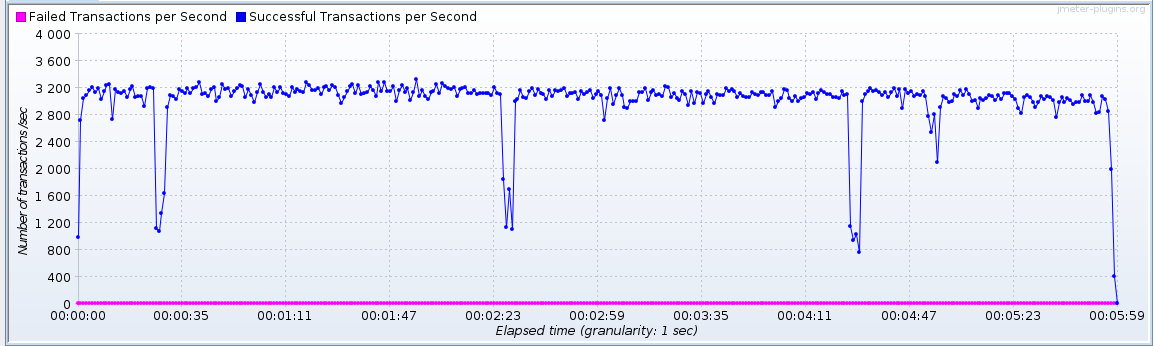 jmeter-plugins.org
Failed Transactions per Second Successful Transactions per Second
4 000
3 600
3 200
2 800
2 400
2 000
1 600
1 200
800
400
0
Number of transactions /sec
00:00:00 00:00:35 00:01:11 00:01:47 00:02:23 00:02:59 00:03:35 00:04:11 00:04:47 00:05:23 00:05:59
Elapsed time (granularity: 1 sec)